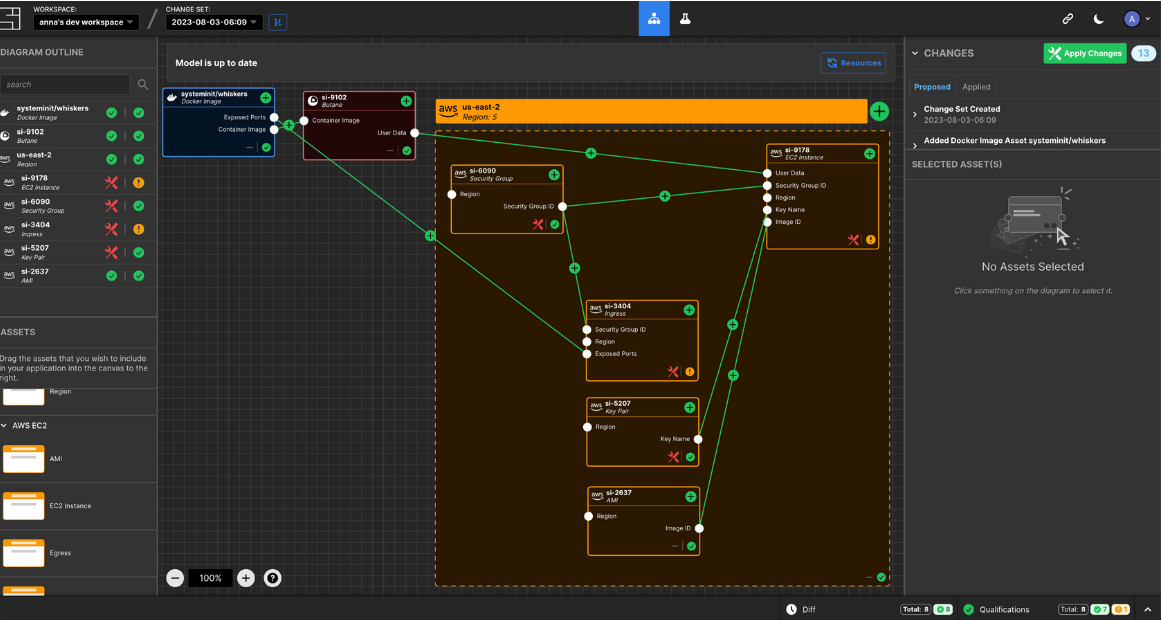 WORKSPACE:
anna's dev workspace
CHANGE SET:
2023-08-03-06:09
A
DIAGRAM OUTLINE
search
systeminit/whiskers
Docker Image
si-9102
Butane
us-east-2
Region
si-9178
EC2 Instance
si-6090
Security Group
si-3404
Ingress
si-5207
Key Pair
si-2637
AMI
ASSETS
Drag the assets that you wish to include
in your application into the canvas to the
right.
Region
AWS EC2
AMI
EC2 Instance
Egress
Model is up to date
Resources
systeminit/whiskers
Docker Image
Exposed Ports
Container Image
si-9102
Butane
Container Image
User Data
aws
us-east-2
Region: 5
aws
si-6090
Security Group
Region
Security Group ID
aws
si-9178
EC2 Instance
User Data
Security Group ID
Region
Key Name
Image ID
aws
si-3404
Ingress
Security Group ID
Region
Exposed Ports
aws
si-5207
Key Pair
Region
Key Name
aws
si-2637
AMI
Region
Image ID
100%
?
CHANGES
Apply Changes
13
Proposed
Applied
Change Set Created
2023-08-03-06:09
Added Docker Image Asset systeminit/whiskers
SELECTED ASSET(S)
No Assets Selected
Click something on the diagram to select it.
Diff
Total: 8
8
Qualifications
Total: 8
7
1